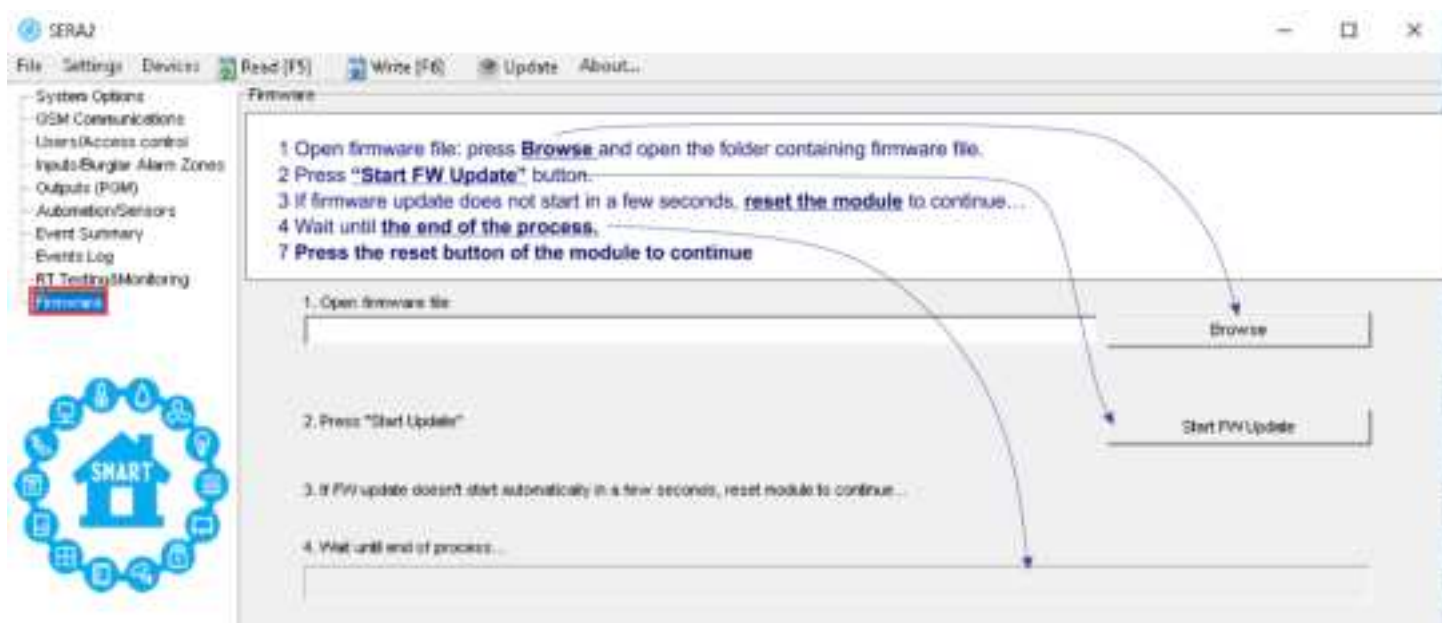 SERA2
File Settings Devices Read [F5] Write [F6] Update About...
System Options
GSM Communications
Users/Access control
Inputs/Burglar Alarm Zones
Outputs (PGM)
Automation/Sensors
Event Summary
Events Log
RT Testing&Monitoring
Firmware
Firmware
1 Open firmware file: press Browse and open the folder containing firmware file.
2 Press "Start FW Update" button.
3 If firmware update does not start in a few seconds, reset the module to continue...
4 Wait until the end of the process.
7 Press the reset button of the module to continue
1. Open firmware file
Browse
2. Press "Start Update"
Start FW Update
3. If FW update doesn't start automatically in a few seconds, reset module to continue...
4. Wait until end of process...
SMART